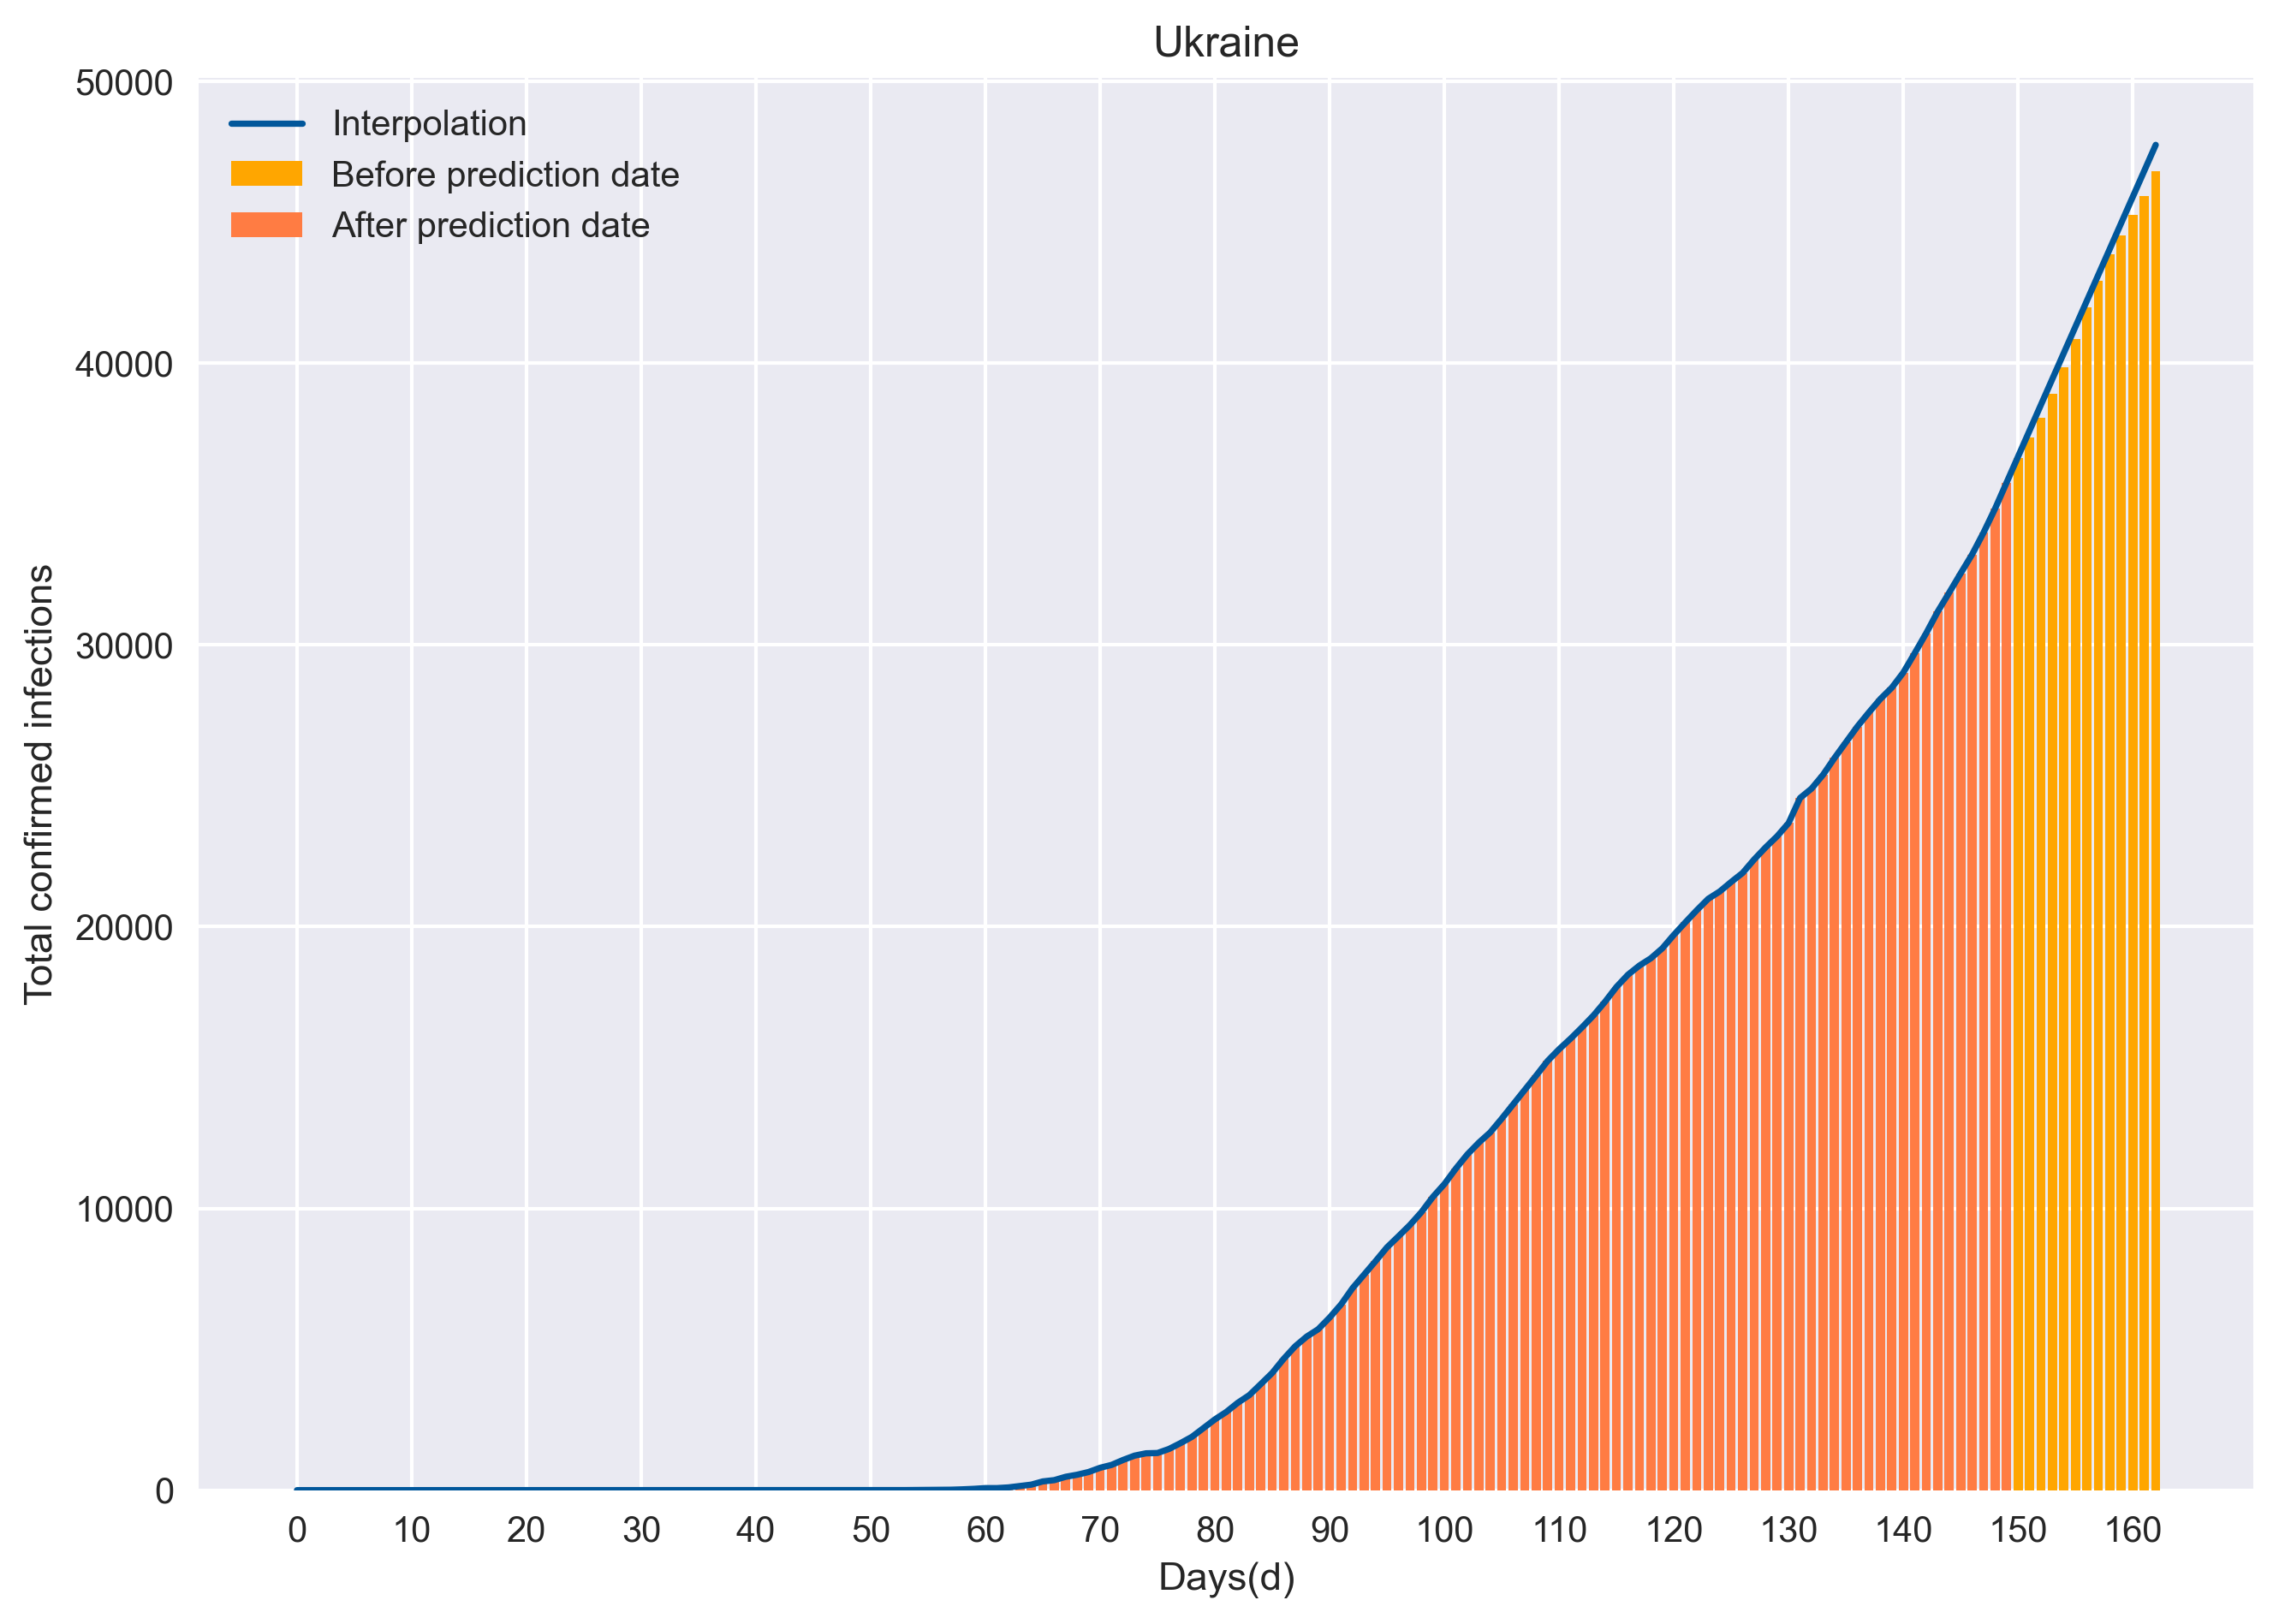 Ukraine
50000
40000
30000
20000
10000
0
Total confirmed infections
Interpolation
Before prediction date
After prediction date
0 10 20 30 40 50 60 70 80 90 100 110 120 130 140 150 160
Days(d)